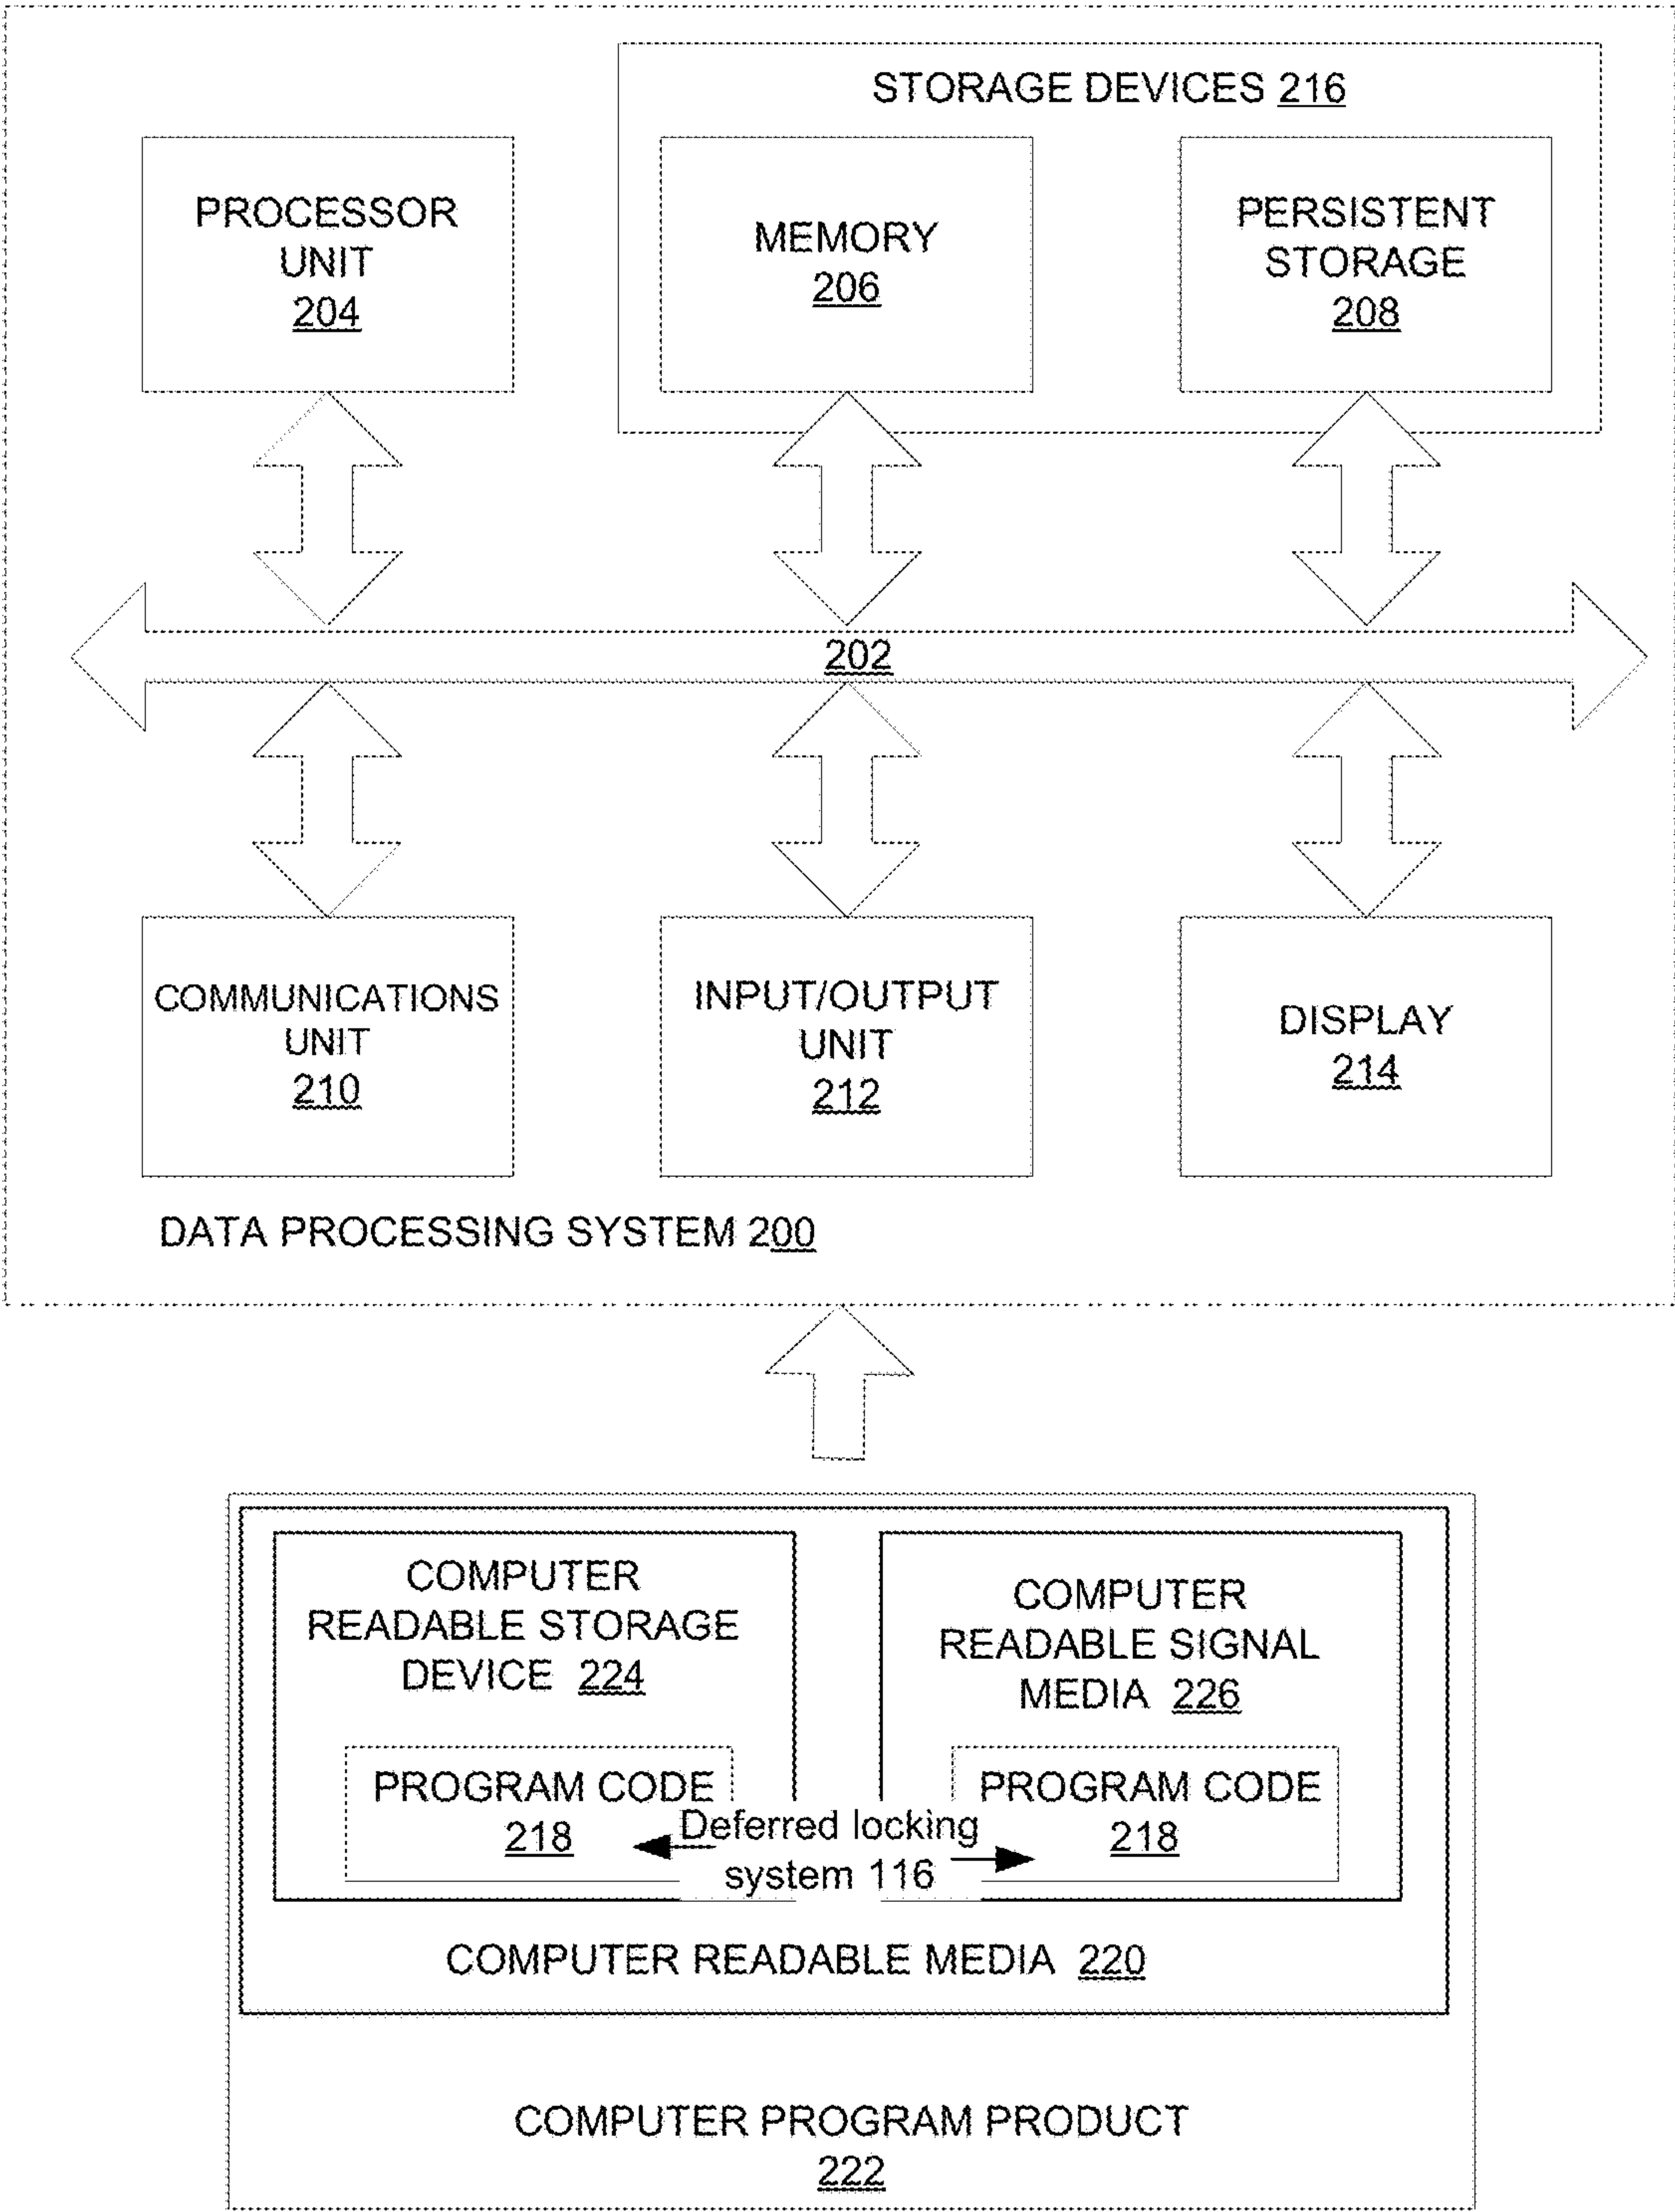 STORAGE DEVICES 216
PROCESSOR
UNIT
204
MEMORY
206
PERSISTENT
STORAGE
208
202
COMMUNICATIONS
UNIT
210
INPUT/OUTPUT
UNIT
212
DISPLAY
214
DATA PROCESSING SYSTEM 200
COMPUTER
READABLE STORAGE
DEVICE 224
COMPUTER
READABLE SIGNAL
MEDIA 226
PROGRAM CODE
218
PROGRAM CODE
218
Deferred locking
system 116
COMPUTER READABLE MEDIA 220
COMPUTER PROGRAM PRODUCT
222